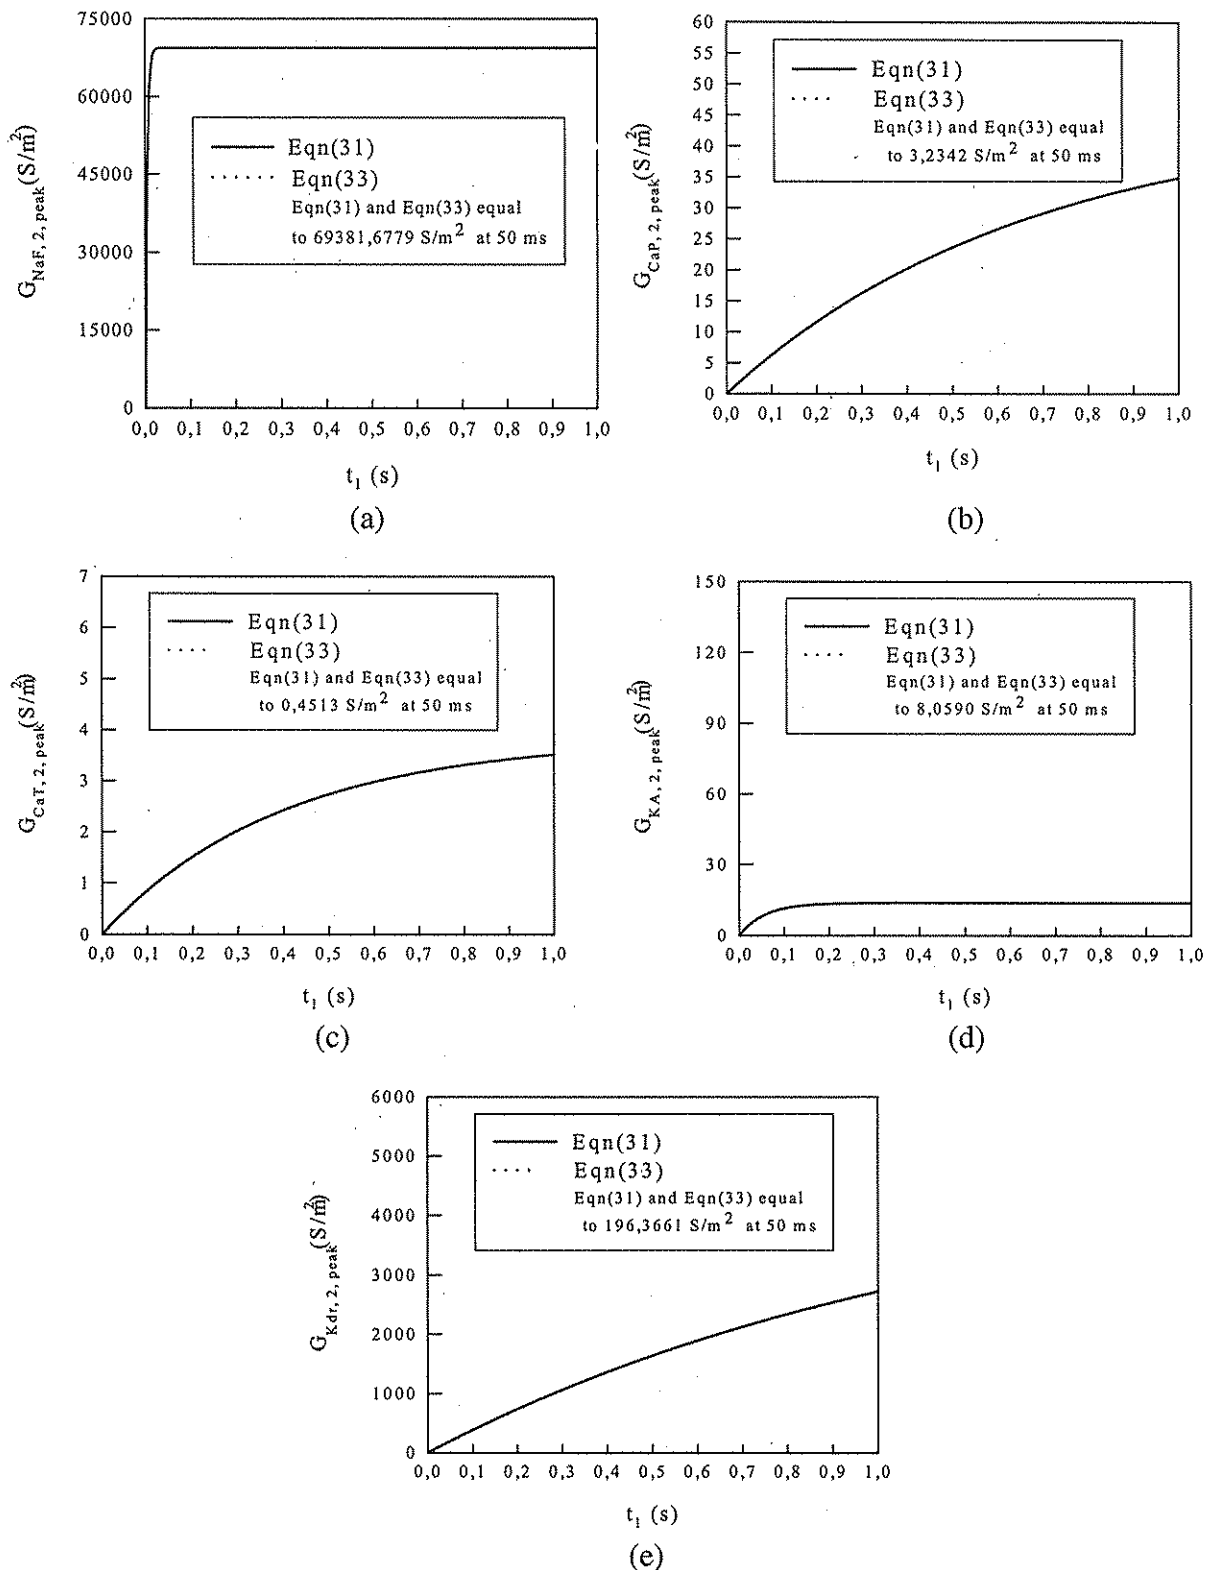 75000
60000
45000
30000
15000
0
G_NaF, 2, peak (S/m²)
Eqn(31)
Eqn(33)
Eqn(31) and Eqn(33) equal
to 69381,6779 S/m² at 50 ms
0,0 0,1 0,2 0,3 0,4 0,5 0,6 0,7 0,8 0,9 1,0
t₁ (s)
(a)
60
55
50
45
40
35
30
25
20
15
10
5
0
G_CaP, 2, peak (S/m²)
Eqn(31)
Eqn(33)
Eqn(31) and Eqn(33) equal
to 3,2342 S/m² at 50 ms
0,0 0,1 0,2 0,3 0,4 0,5 0,6 0,7 0,8 0,9 1,0
t₁ (s)
(b)
7
6
5
4
3
2
1
0
G_CaT, 2, peak (S/m²)
Eqn(31)
Eqn(33)
Eqn(31) and Eqn(33) equal
to 0,4513 S/m² at 50 ms
0,0 0,1 0,2 0,3 0,4 0,5 0,6 0,7 0,8 0,9 1,0
t₁ (s)
(c)
150
120
90
60
30
0
G_KA, 2, peak (S/m²)
Eqn(31)
Eqn(33)
Eqn(31) and Eqn(33) equal
to 8,0590 S/m² at 50 ms
0,0 0,1 0,2 0,3 0,4 0,5 0,6 0,7 0,8 0,9 1,0
t₁ (s)
(d)
6000
5000
4000
3000
2000
1000
0
G_Kdr, 2, peak (S/m²)
Eqn(31)
Eqn(33)
Eqn(31) and Eqn(33) equal
to 196,3661 S/m² at 50 ms
0,0 0,1 0,2 0,3 0,4 0,5 0,6 0,7 0,8 0,9 1,0
t₁ (s)
(e)